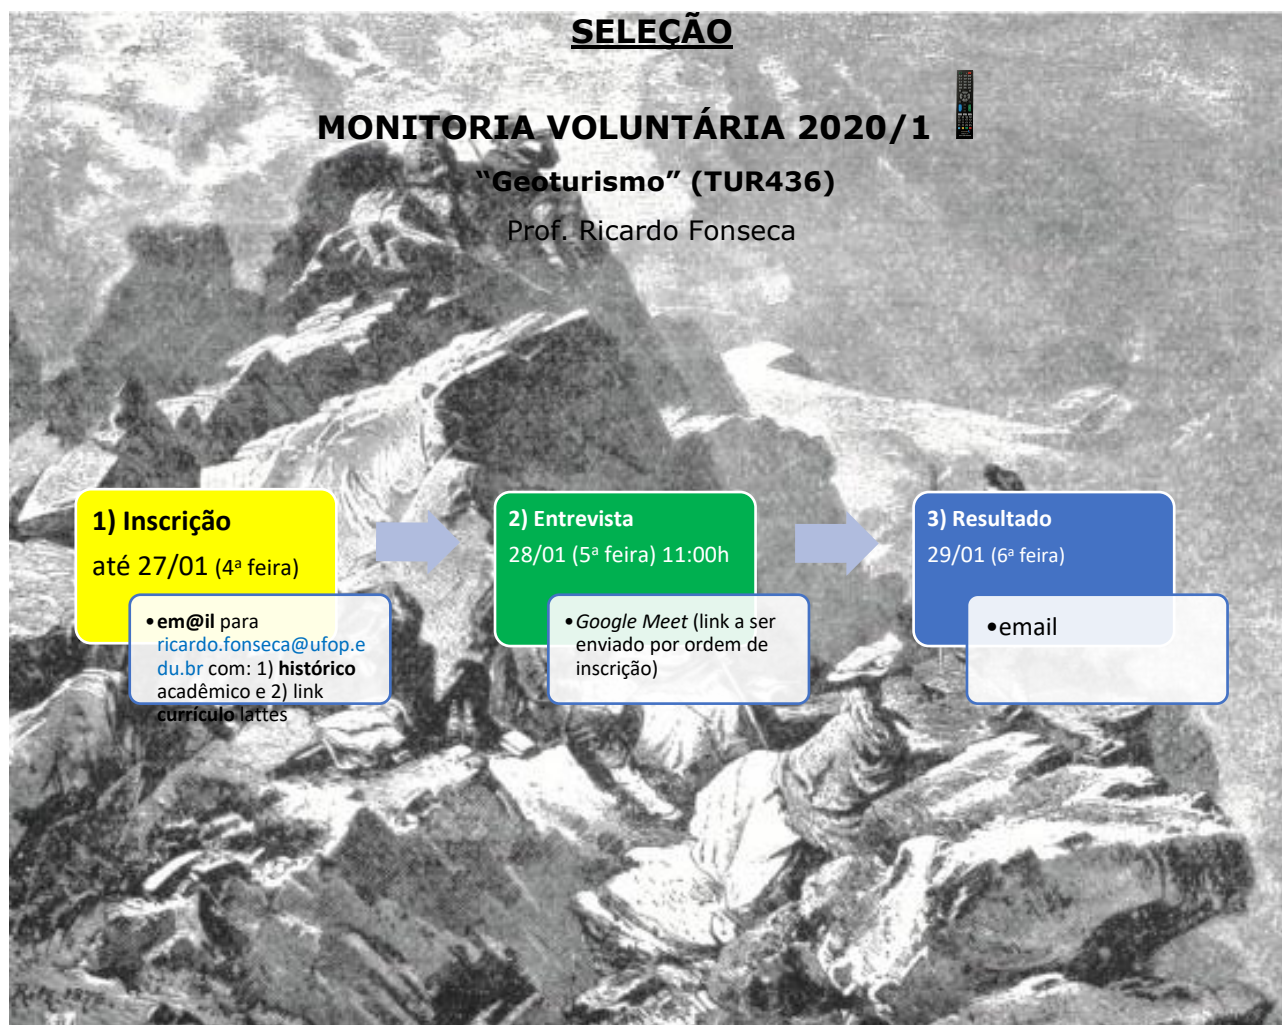 SELEÇÃO
MONITORIA VOLUNTÁRIA 2020/1
“Geoturismo” (TUR436)
Prof. Ricardo Fonseca
1) Inscrição
até 27/01 (4ª feira)
•em@il para
ricardo.fonseca@ufop.e
du.br com: 1) histórico
acadêmico e 2) link
currículo lattes
2) Entrevista
28/01 (5ª feira) 11:00h
•Google Meet (link a ser
enviado por ordem de
inscrição)
3) Resultado
29/01 (6ª feira)
•email